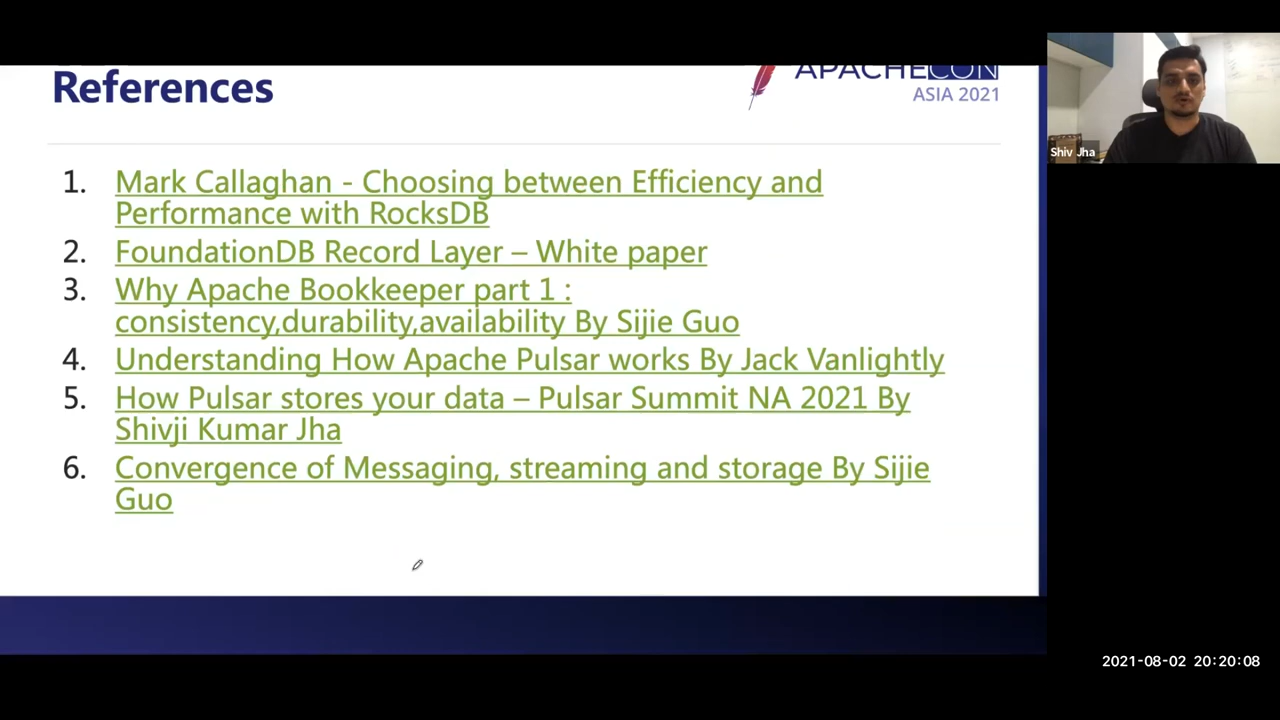 References
APACHECON
ASIA 2021
1. Mark Callaghan - Choosing between Efficiency and
Performance with RocksDB
2. FoundationDB Record Layer – White paper
3. Why Apache Bookkeeper part 1 :
consistency,durability,availability By Sijie Guo
4. Understanding How Apache Pulsar works By Jack Vanlightly
5. How Pulsar stores your data – Pulsar Summit NA 2021 By
Shivji Kumar Jha
6. Convergence of Messaging, streaming and storage By Sijie
Guo
Shiv Jha
2021-08-02 20:20:08